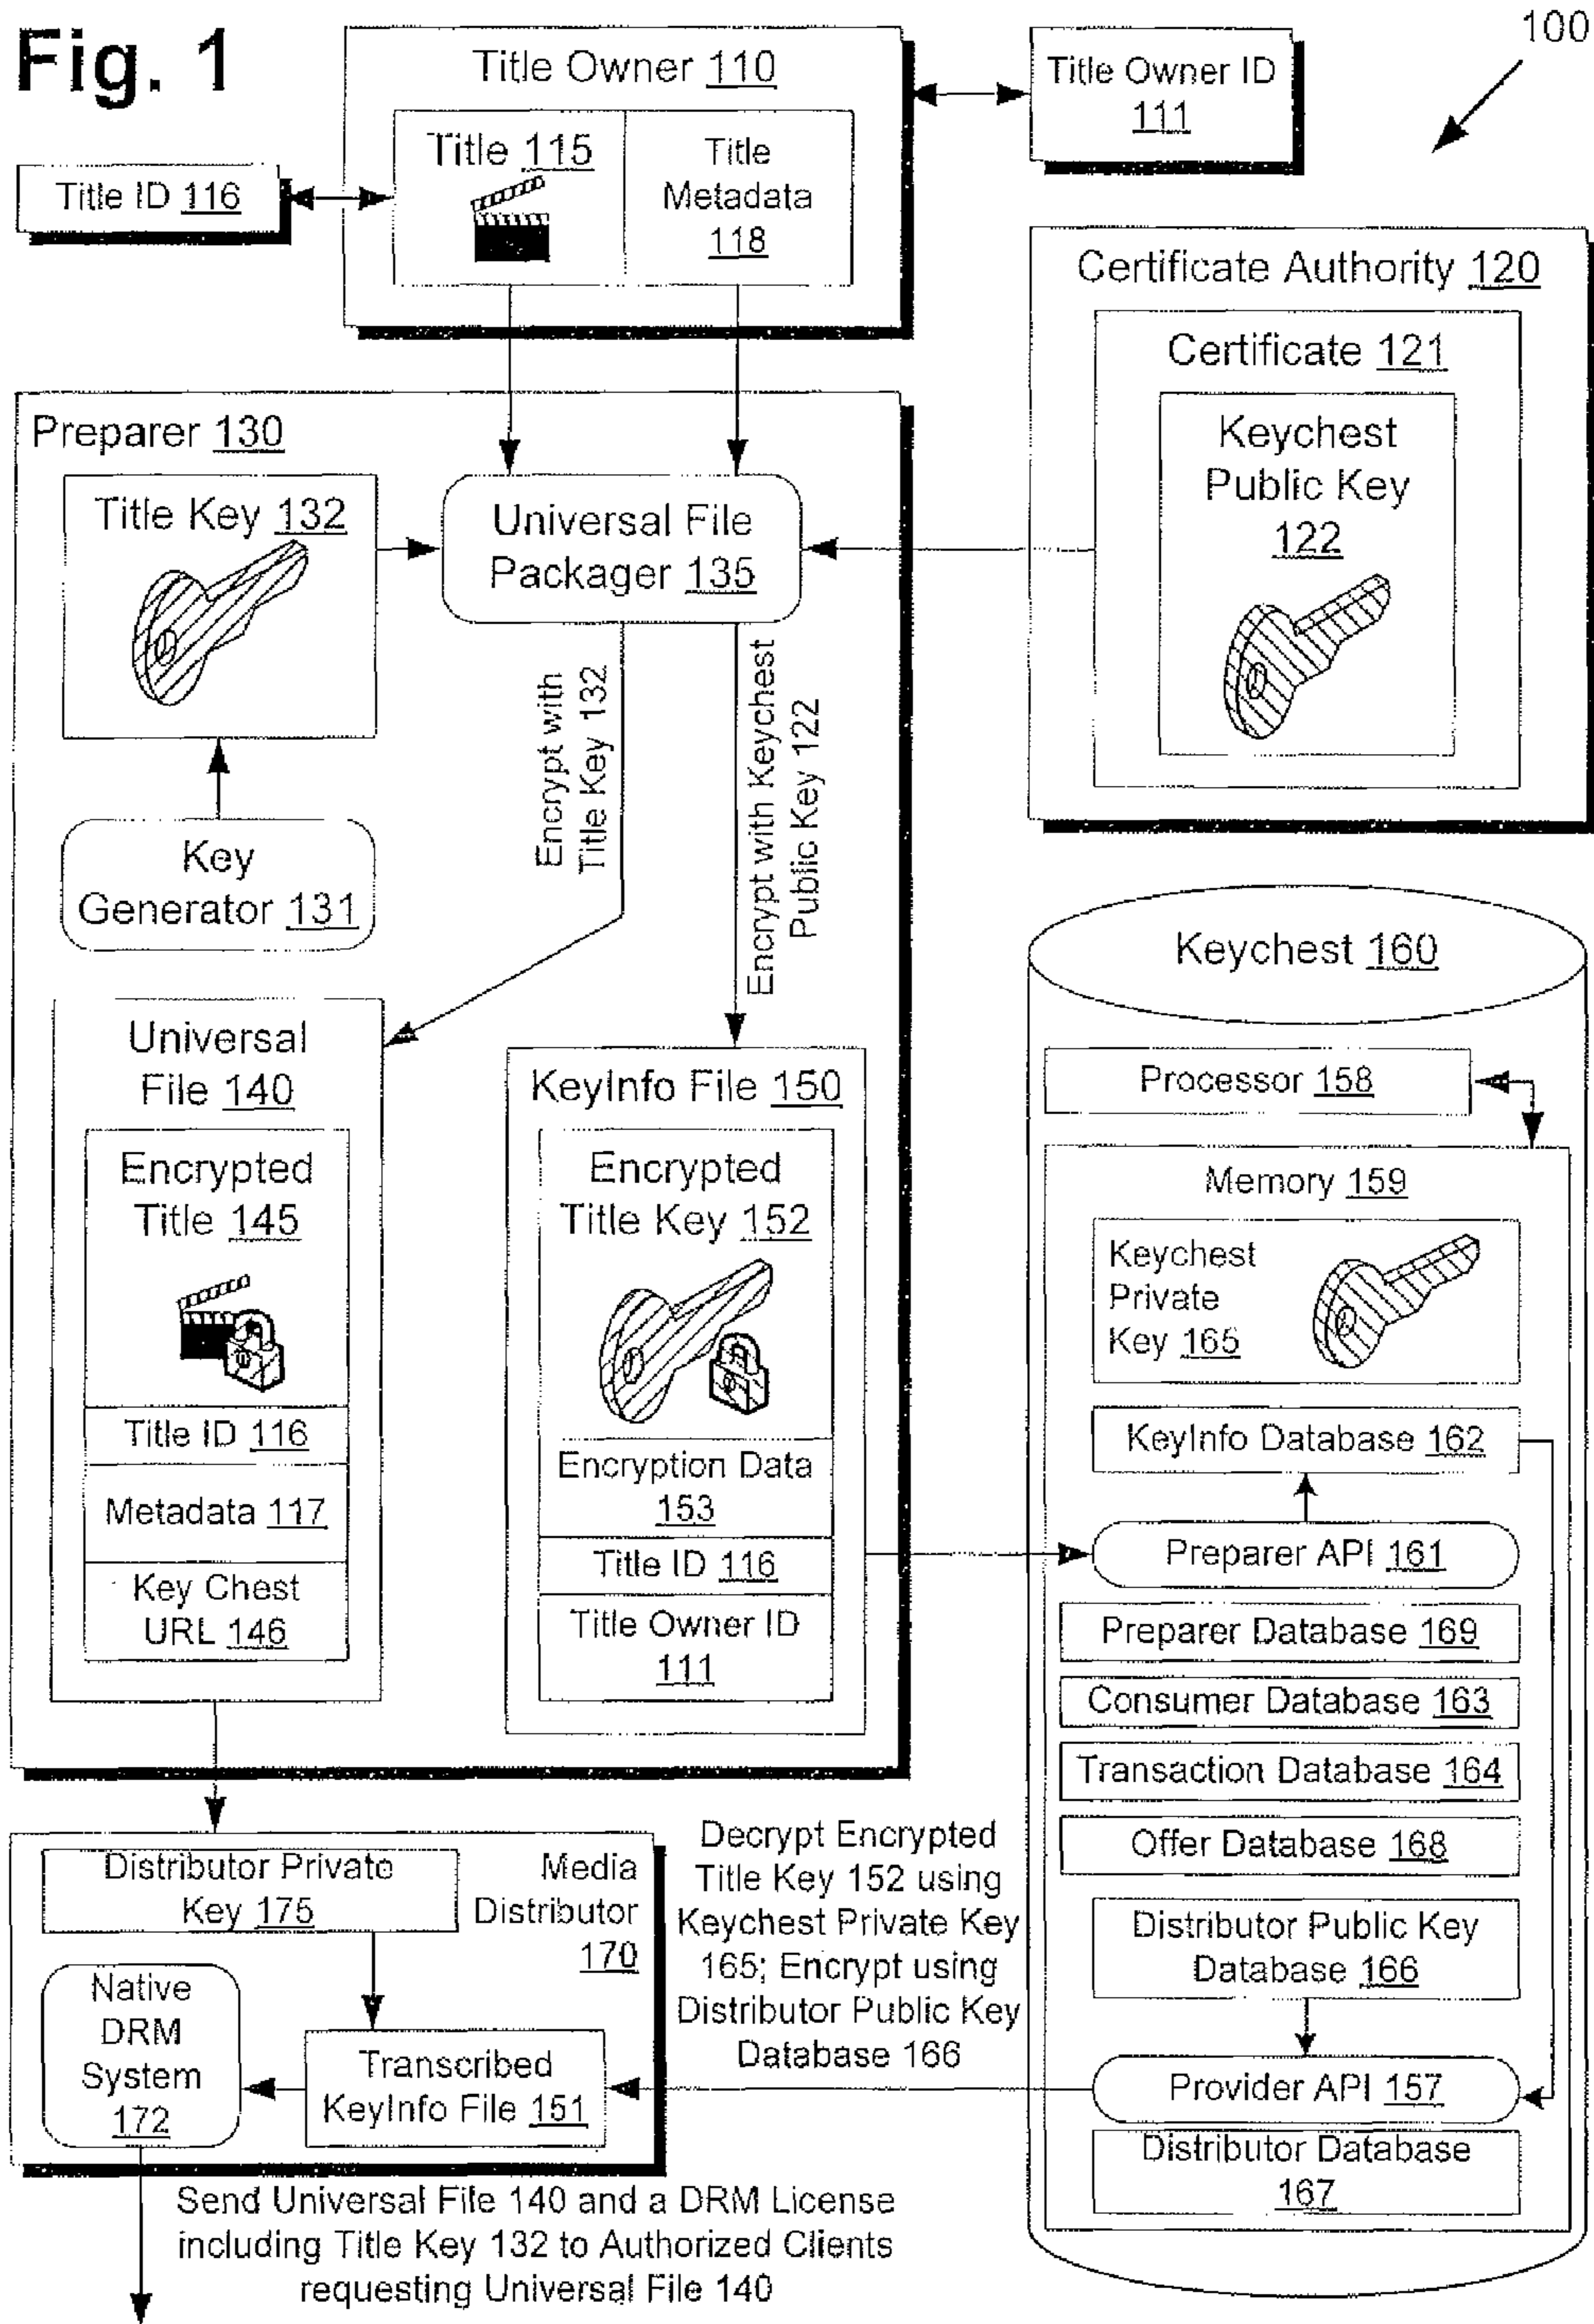 Fig. 1
100
Title Owner 110
Title Owner ID
111
Title 115
Title
Metadata
118
Title ID 116
Certificate Authority 120
Certificate 121
Keychest
Public Key
122
Preparer 130
Title Key 132
Universal File
Packager 135
Encrypt with
Title Key 132
Encrypt with Keychest
Public Key 122
Key
Generator 131
Universal
File 140
Encrypted
Title 145
Title ID 116
Metadata 117
Key Chest
URL 146
KeyInfo File 150
Encrypted
Title Key 152
Encryption Data
153
Title ID 116
Title Owner ID
111
Keychest 160
Processor 158
Memory 159
Keychest
Private
Key 165
KeyInfo Database 162
Preparer API 161
Preparer Database 169
Consumer Database 163
Transaction Database 164
Offer Database 168
Distributor Public Key
Database 166
Provider API 157
Distributor Database
167
Decrypt Encrypted
Title Key 152 using
Keychest Private Key
165; Encrypt using
Distributor Public Key
Database 166
Distributor Private
Key 175
Media
Distributor
170
Native
DRM
System
172
Transcribed
KeyInfo File 151
Send Universal File 140 and a DRM License
including Title Key 132 to Authorized Clients
requesting Universal File 140